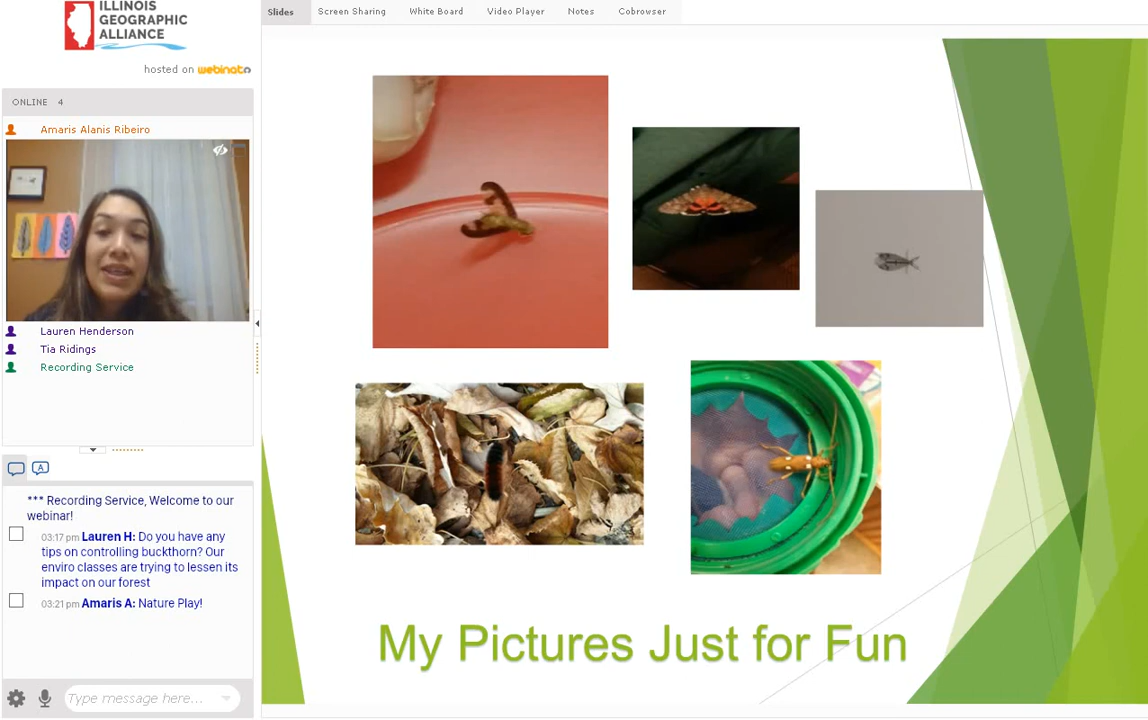 ILLINOIS
GEOGRAPHIC
ALLIANCE
hosted on webinato
Slides Screen Sharing White Board Video Player Notes Cobrowser
ONLINE 4
Amaris Alanis Ribeiro
Lauren Henderson
Tia Ridings
Recording Service
A
*** Recording Service, Welcome to our
webinar!
03:17 pm Lauren H: Do you have any
tips on controlling buckthorn? Our
enviro classes are trying to lessen its
impact on our forest
03:21 pm Amaris A: Nature Play!
Type message here...
My Pictures Just for Fun